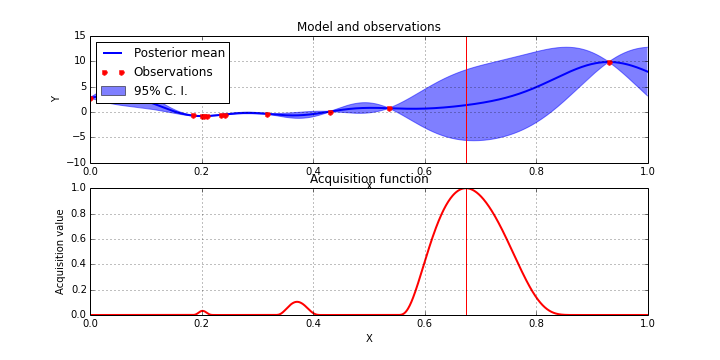 Model and observations
15
10
5
0
−5
−10
Y
Posterior mean
Observations
95% C. I.
0.0 0.2 0.4 0.6 0.8 1.0
X
Acquisition function
1.0
0.8
0.6
0.4
0.2
0.0
Acquisition value
0.0 0.2 0.4 0.6 0.8 1.0
X